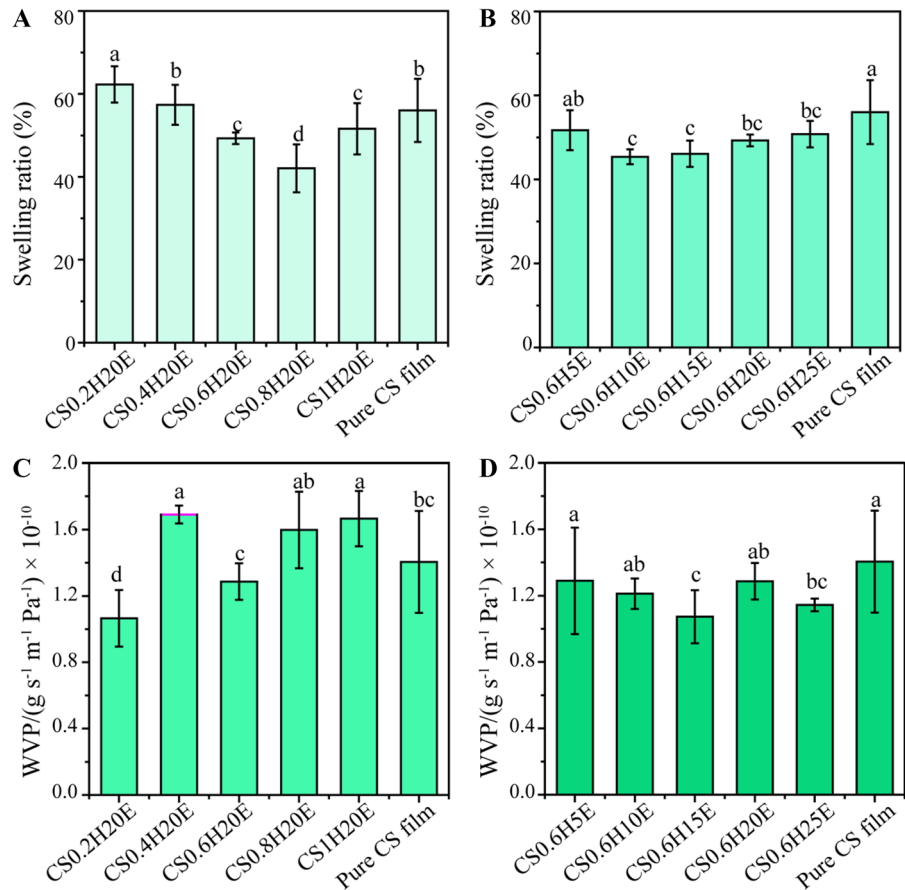 A
Swelling ratio (%)
80
60
40
20
0
a
b
c
d
c
b
CS0.2H20E
CS0.4H20E
CS0.6H20E
CS0.8H20E
CS1H20E
Pure CS film
B
Swelling ratio (%)
80
60
40
20
0
ab
c
c
bc
bc
a
CS0.6H5E
CS0.6H10E
CS0.6H15E
CS0.6H20E
CS0.6H25E
Pure CS film
C
WVP/(g s⁻¹ m⁻¹ Pa⁻¹) × 10⁻¹⁰
2.0
1.6
1.2
0.8
0.4
0.0
d
a
c
ab
a
bc
CS0.2H20E
CS0.4H20E
CS0.6H20E
CS0.8H20E
CS1H20E
Pure CS film
D
WVP/(g s⁻¹ m⁻¹ Pa⁻¹) × 10⁻¹⁰
2.0
1.6
1.2
0.8
0.4
0.0
a
ab
c
ab
bc
a
CS0.6H5E
CS0.6H10E
CS0.6H15E
CS0.6H20E
CS0.6H25E
Pure CS film